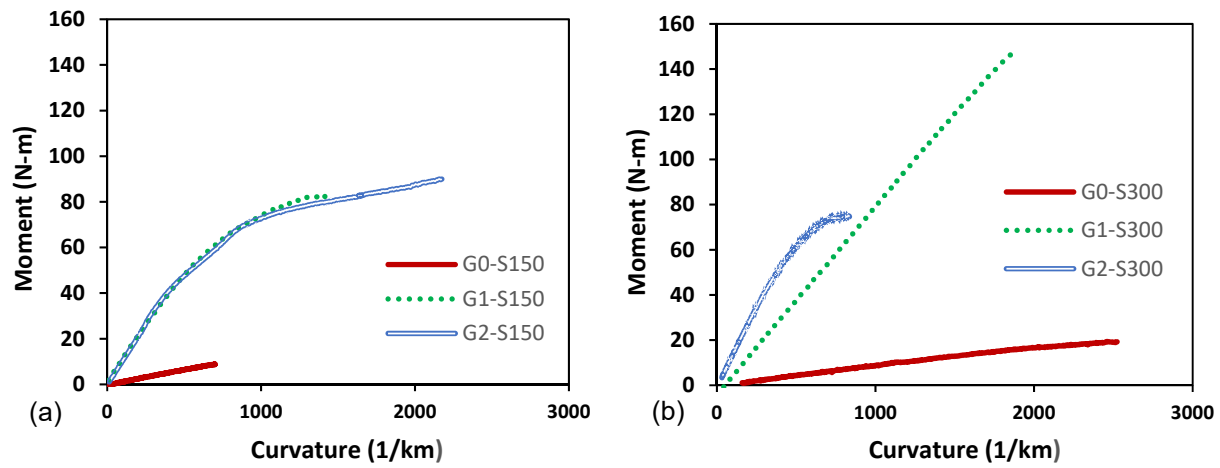 160
140
120
100
80
60
40
20
0
Moment (N-m)
G0-S150
G1-S150
G2-S150
0 1000 2000 3000
(a)
Curvature (1/km)
160
140
120
100
80
60
40
20
0
Moment (N-m)
G0-S300
G1-S300
G2-S300
0 1000 2000 3000
(b)
Curvature (1/km)